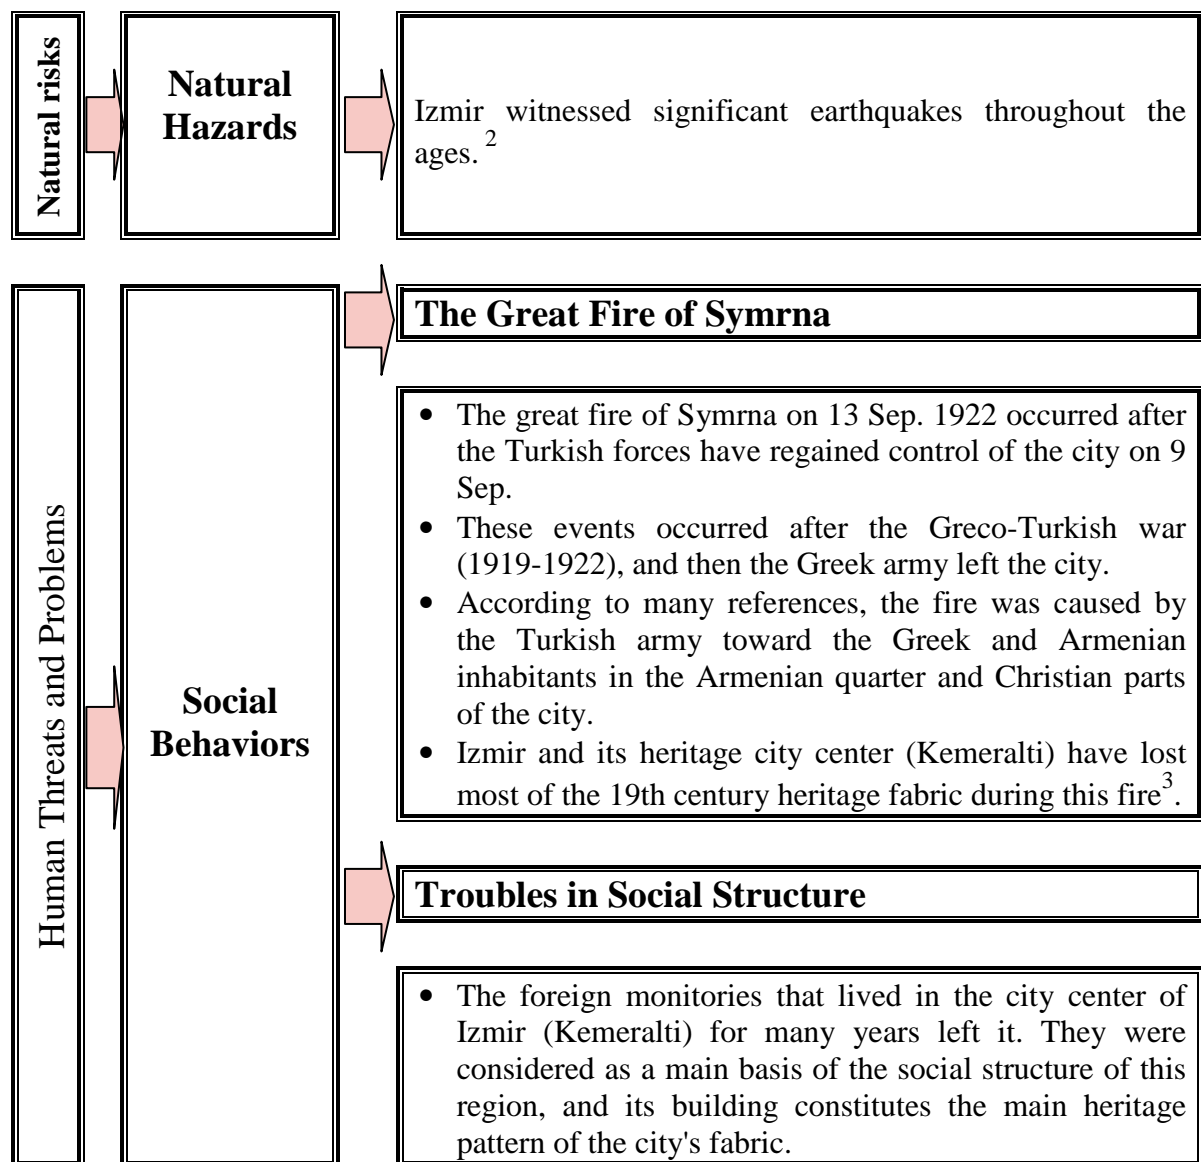 Natural risks
Natural
Hazards
Izmir witnessed significant earthquakes throughout the
ages. 2
Human Threats and Problems
Social
Behaviors
The Great Fire of Symrna
• The great fire of Symrna on 13 Sep. 1922 occurred after
the Turkish forces have regained control of the city on 9
Sep.
• These events occurred after the Greco-Turkish war
(1919-1922), and then the Greek army left the city.
• According to many references, the fire was caused by
the Turkish army toward the Greek and Armenian
inhabitants in the Armenian quarter and Christian parts
of the city.
• Izmir and its heritage city center (Kemeralti) have lost
most of the 19th century heritage fabric during this fire3.
Troubles in Social Structure
• The foreign monitories that lived in the city center of
Izmir (Kemeralti) for many years left it. They were
considered as a main basis of the social structure of this
region, and its building constitutes the main heritage
pattern of the city's fabric.